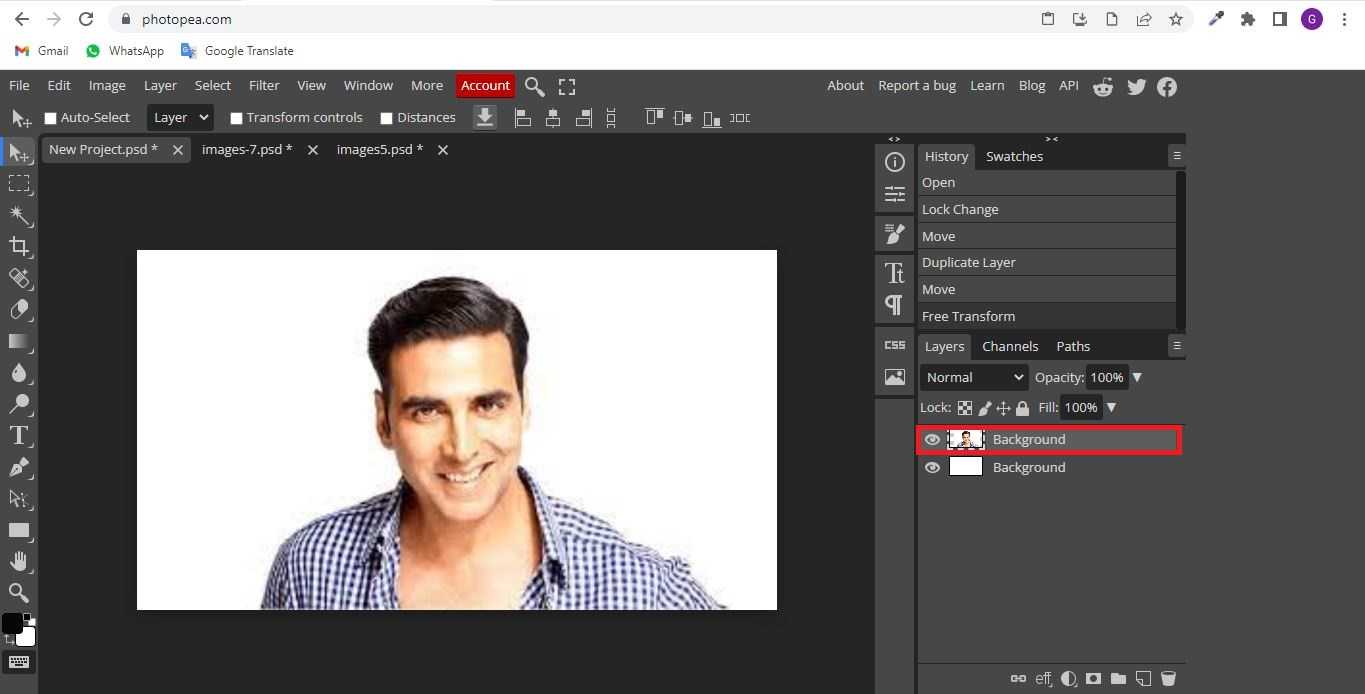 photopea.com
G
Gmail WhatsApp Google Translate
File Edit Image Layer Select Filter View Window More Account About Report a bug Learn Blog API
Auto-Select Layer Transform controls Distances
New Project.psd * images-7.psd * images5.psd *
History Swatches
Open
Lock Change
Move
Duplicate Layer
Move
Free Transform
CSS
Layers Channels Paths
Normal Opacity: 100%
Lock: Fill: 100%
Background
Background
eff